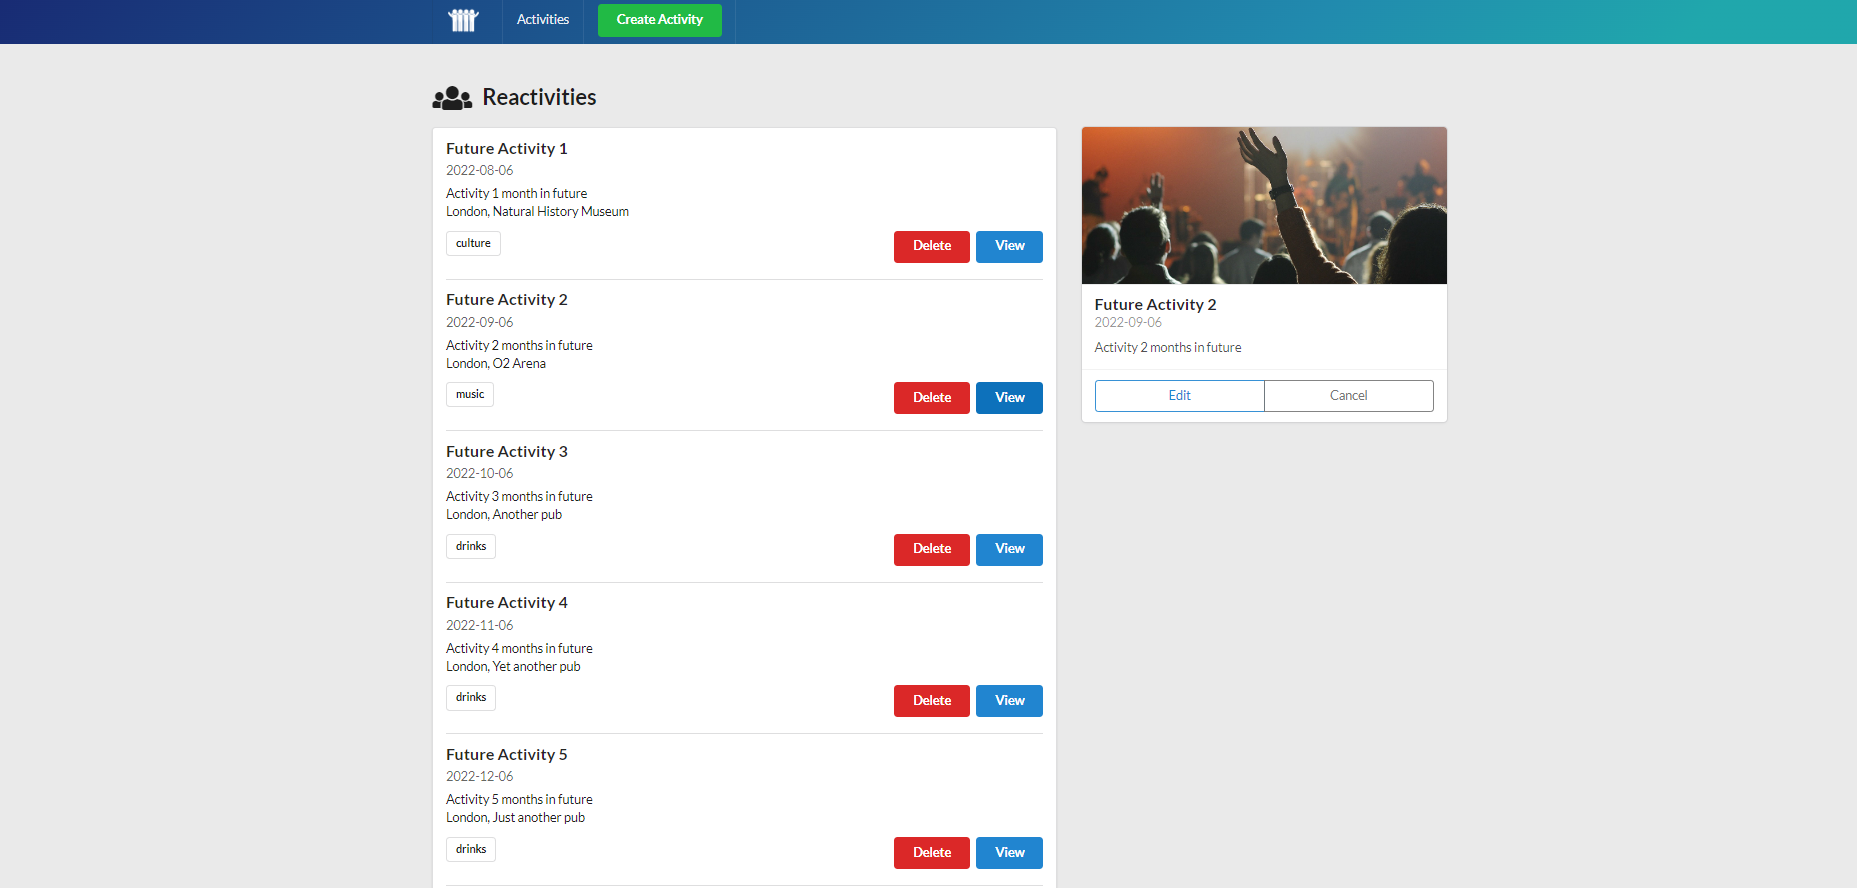 Activities
Create Activity
Reactivities
Future Activity 1
2022-08-06
Activity 1 month in future
London, Natural History Museum
culture
Delete
View
Future Activity 2
2022-09-06
Activity 2 months in future
London, O2 Arena
music
Delete
View
Future Activity 3
2022-10-06
Activity 3 months in future
London, Another pub
drinks
Delete
View
Future Activity 4
2022-11-06
Activity 4 months in future
London, Yet another pub
drinks
Delete
View
Future Activity 5
2022-12-06
Activity 5 months in future
London, Just another pub
drinks
Delete
View
Future Activity 2
2022-09-06
Activity 2 months in future
Edit
Cancel